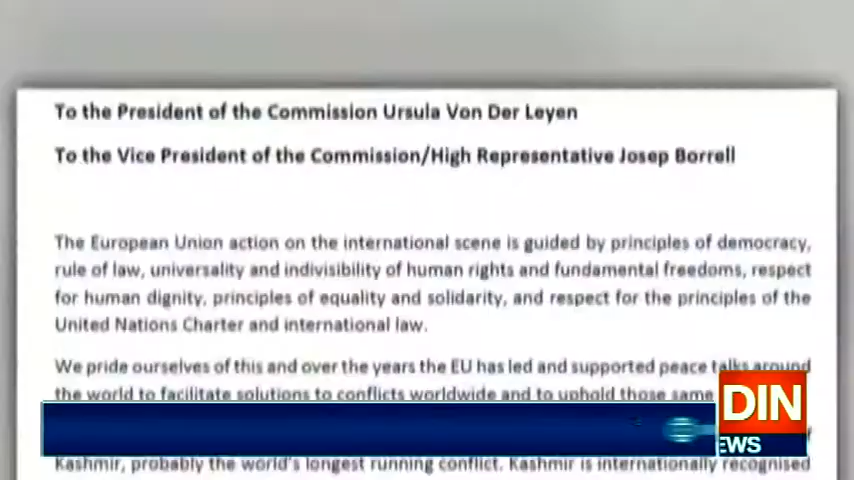 To the President of the Commission Ursula Von Der Leyen
To the Vice President of the Commission/High Representative Josep Borrell
The European Union action on the international scene is guided by principles of democracy,
rule of law, universality and indivisibility of human rights and fundamental freedoms, respect
for human dignity, principles of equality and solidarity, and respect for the principles of the
United Nations Charter and international law.
We pride ourselves of this and over the years the EU has led and supported peace talks around
the world to facilitate solutions to conflicts worldwide and to uphold those same
DIN
EWS
Kashmir, probably the world's longest running conflict. Kashmir is internationally recognised